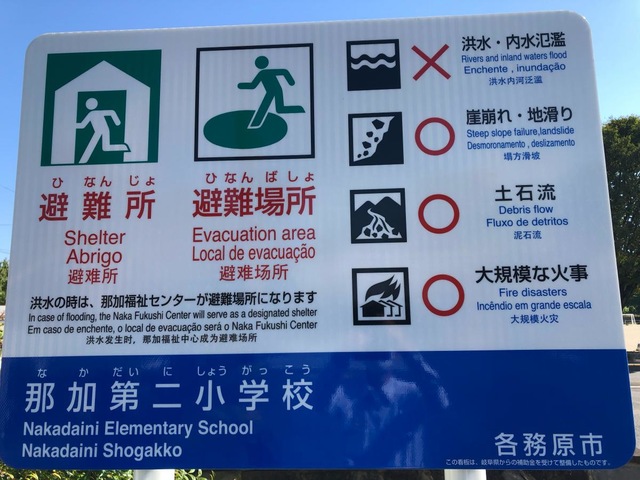 ひ なん じょ
避難所
Shelter
Abrigo
避难所
ひ なん ば しょ
避難場所
Evacuation area
Local de evacuação
避难场所
洪水・内水氾濫
Rivers and inland waters flood
Enchente , inundação
洪水内河泛滥
崖崩れ・地滑り
Steep slope failure,landslide
Desmoronamento , deslizamento
塌方滑坡
土石流
Debris flow
Fluxo de detritos
泥石流
大規模な火事
Fire disasters
Incêndio em grande escala
大规模火灾
洪水の時は、那加福祉センターが避難場所になります
In case of flooding, the Naka Fukushi Center will serve as a designated shelter
Em caso de enchente, o local de evacuação será o Naka Fukushi Center
洪水发生时，那加福祉中心成为避难场所
な か だい に しょう がっ こう
那加第二小学校
Nakadaini Elementary School
Nakadaini Shogakko
各務原市
この看板は、岐阜県からの補助金を受けて整備したものです。